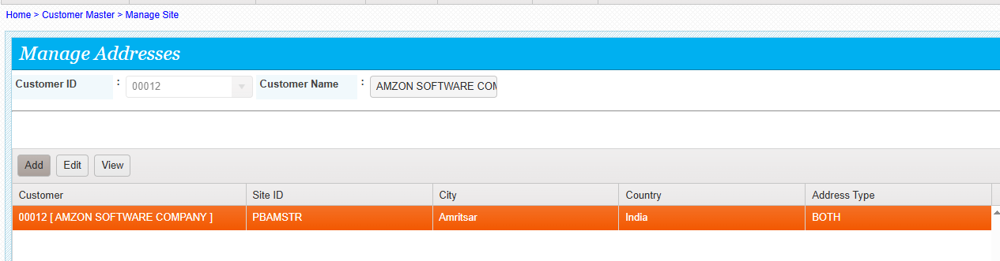 Home > Customer Master > Manage Site
Manage Addresses
Customer ID : 00012 Customer Name : AMZON SOFTWARE COM
Add Edit View
Customer Site ID City Country Address Type
00012 [ AMZON SOFTWARE COMPANY ] PBAMSTR Amritsar India BOTH